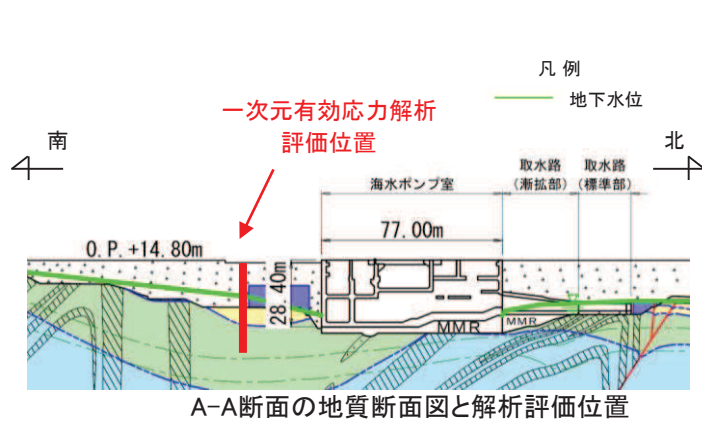 凡 例
地下水位
一次元有効応力解析
評価位置
南
北
海水ポンプ室
取水路
(漸拡部)
取水路
(標準部)
77.00m
O.P.+14.80m
28.40m
MMR
MMR
A-A断面の地質断面図と解析評価位置